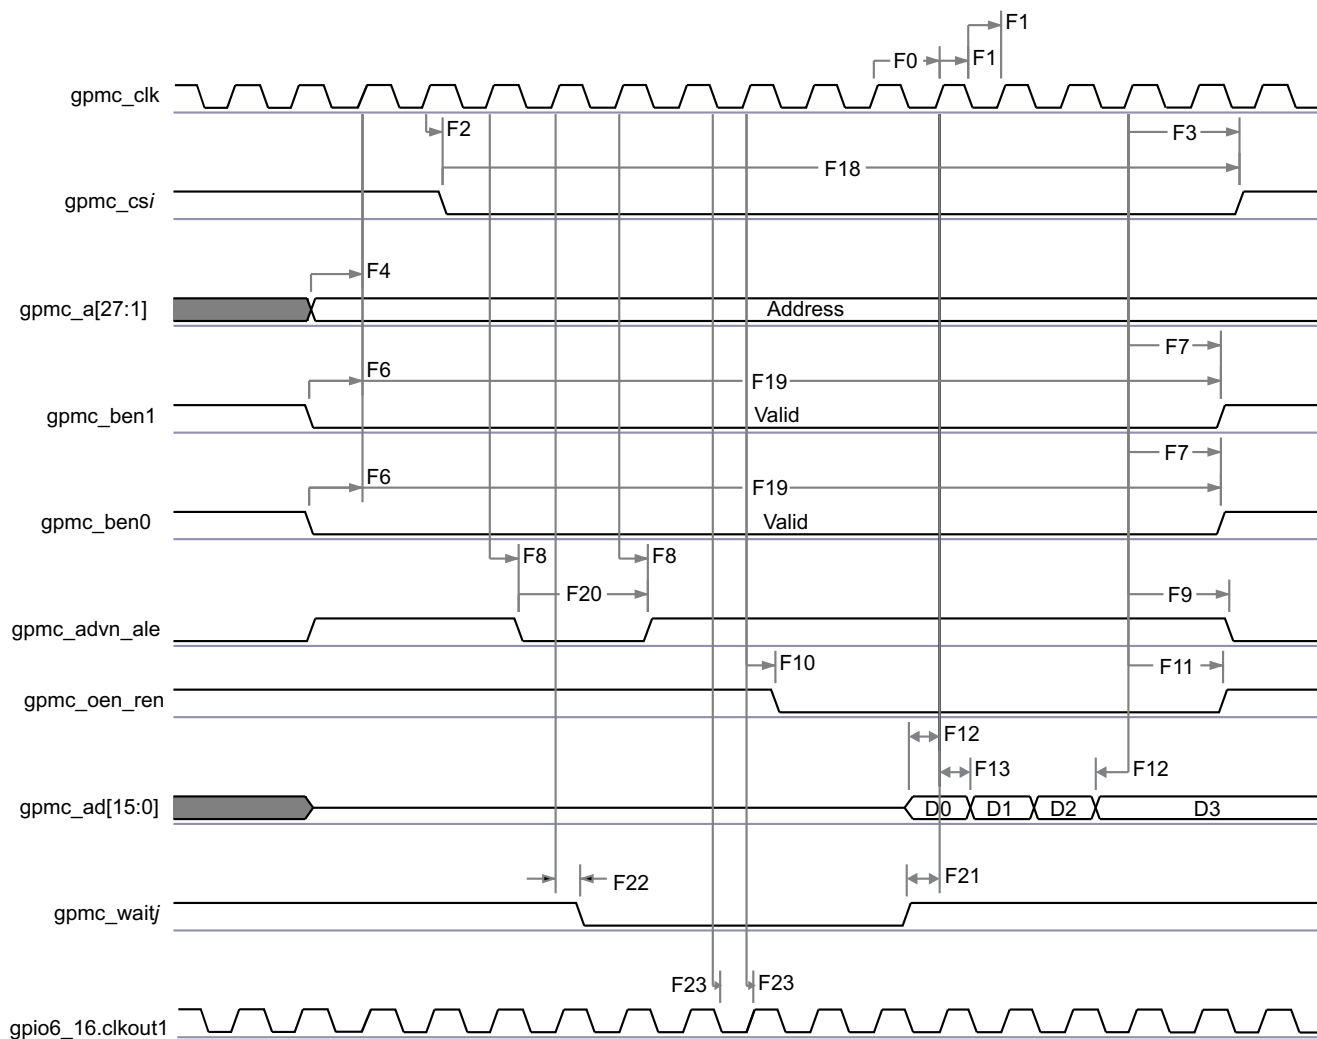 F1
F0 F1
gpmc_clk
F2 F3
F18
gpmc_csi
F4
gpmc_a[27:1] Address
F7
F6 F19
gpmc_ben1 Valid
F7
F6 F19
gpmc_ben0 Valid
F8 F8
F20 F9
gpmc_advn_ale
F10 F11
gpmc_oen_ren
F12
F13 F12
gpmc_ad[15:0] D0 D1 D2 D3
F22 F21
gpmc_waitj
F23 F23
gpio6_16.clkout1